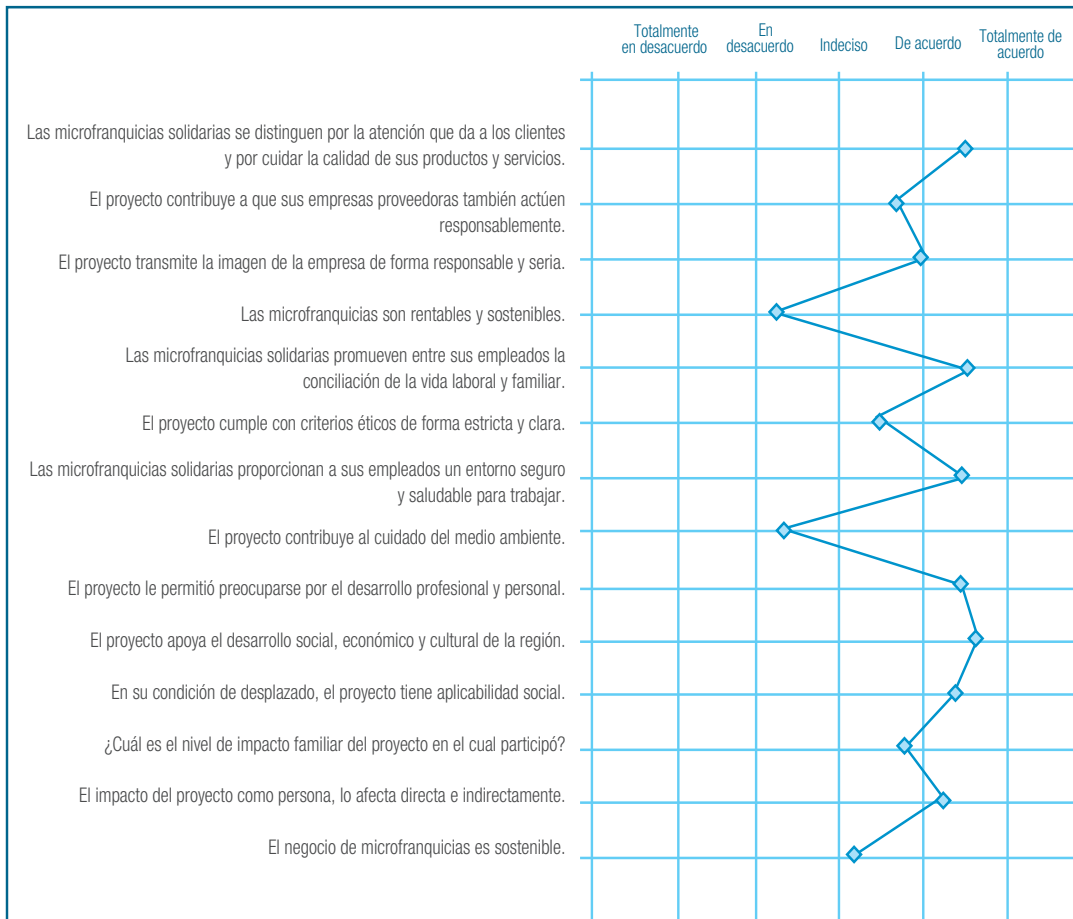 Totalmente
en desacuerdo
En
desacuerdo
Indeciso
De acuerdo
Totalmente de
acuerdo
Las microfranquicias solidarias se distinguen por la atención que da a los clientes
y por cuidar la calidad de sus productos y servicios.
El proyecto contribuye a que sus empresas proveedoras también actúen
responsablemente.
El proyecto transmite la imagen de la empresa de forma responsable y seria.
Las microfranquicias son rentables y sostenibles.
Las microfranquicias solidarias promueven entre sus empleados la
conciliación de la vida laboral y familiar.
El proyecto cumple con criterios éticos de forma estricta y clara.
Las microfranquicias solidarias proporcionan a sus empleados un entorno seguro
y saludable para trabajar.
El proyecto contribuye al cuidado del medio ambiente.
El proyecto le permitió preocuparse por el desarrollo profesional y personal.
El proyecto apoya el desarrollo social, económico y cultural de la región.
En su condición de desplazado, el proyecto tiene aplicabilidad social.
¿Cuál es el nivel de impacto familiar del proyecto en el cual participó?
El impacto del proyecto como persona, lo afecta directa e indirectamente.
El negocio de microfranquicias es sostenible.